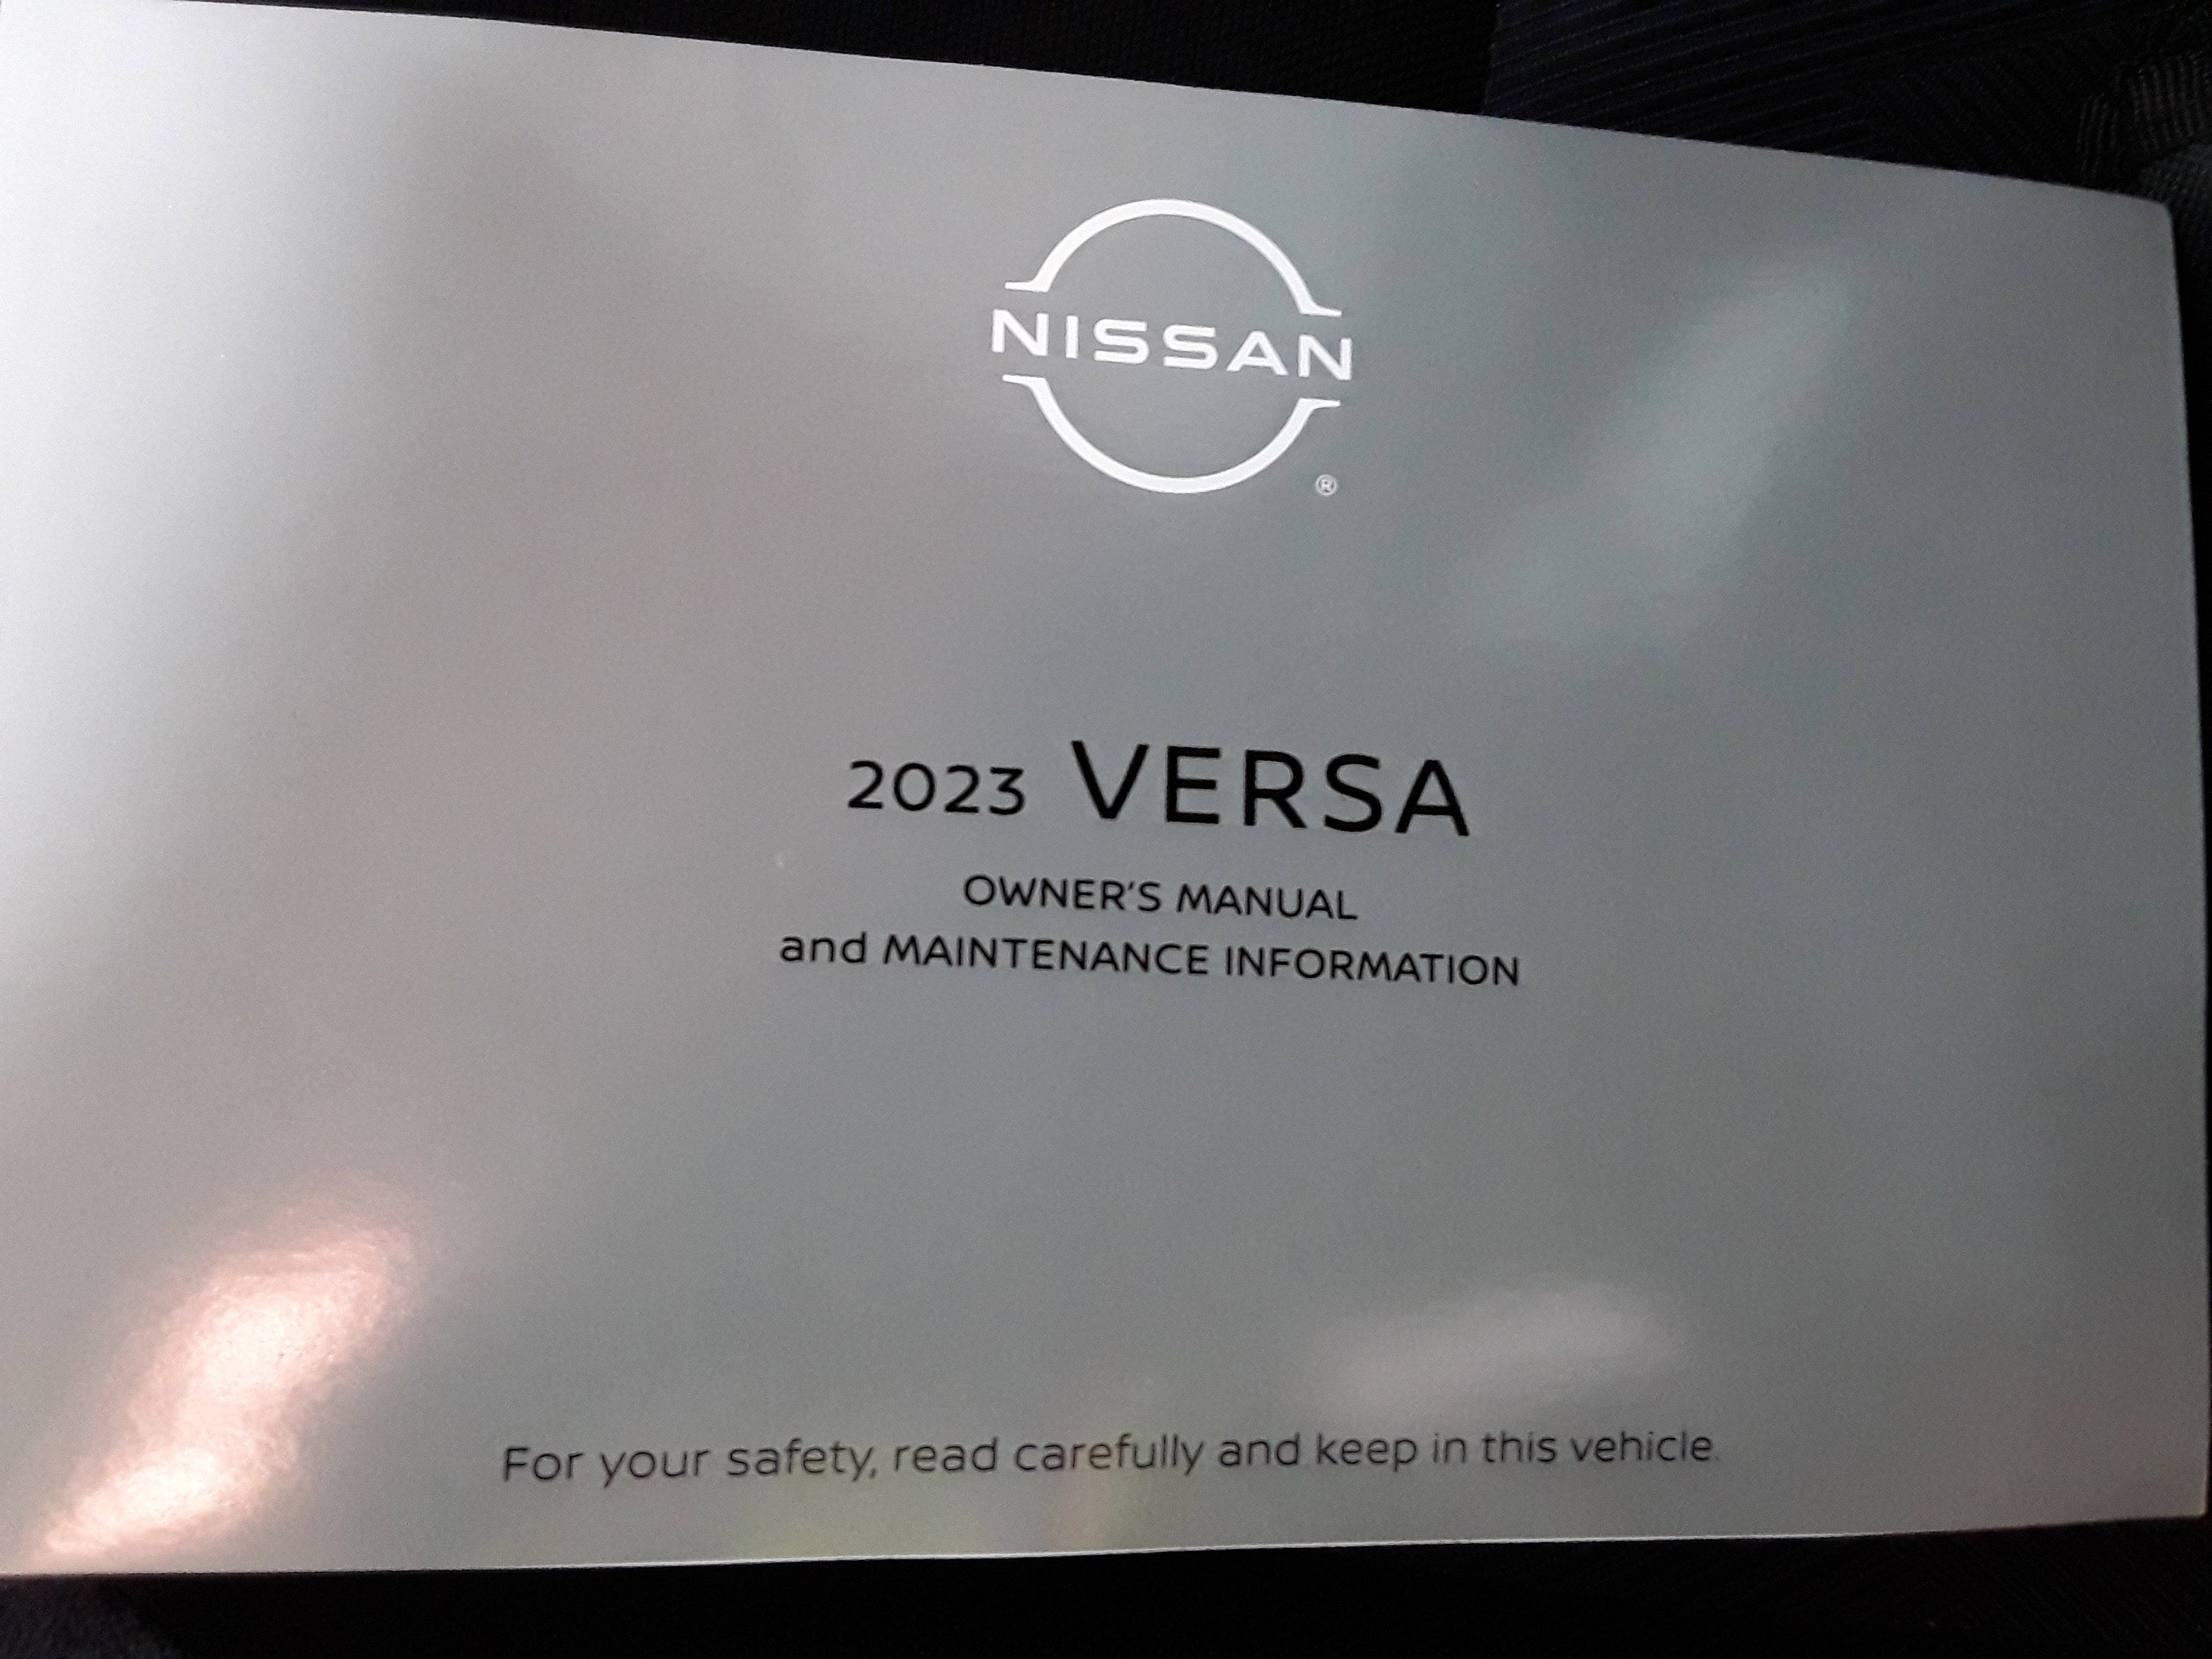 NISSAN
®
2023 VERSA
OWNER'S MANUAL
and MAINTENANCE INFORMATION
For your safety, read carefully and keep in this vehicle.